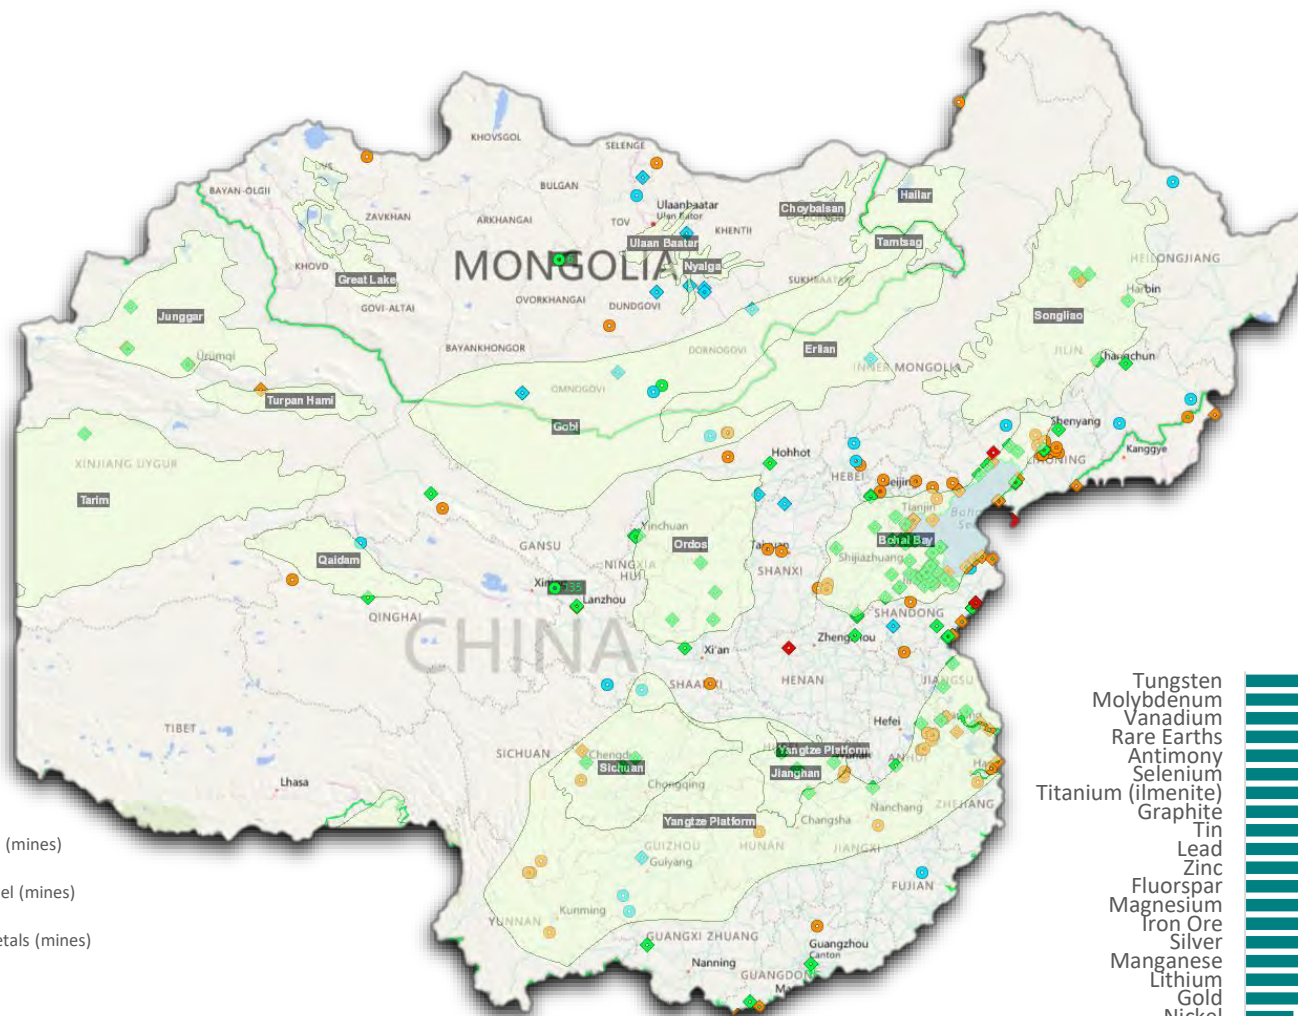 KHOVSGOL
SELENGE
UVS
BAYAN-OLGII
BULGAN
ZAVKHAN
ARKHANGAI
TOV
Ulaanbaatar
Ulan Bator
KHENTII
Choybalsan
Hailar
Ulaan Baatar
Tamtsag
MONGOLIA
Nyalga
KHOVD
Great Lake
GOVI-ALTAI
OVORKHANGAI
DUNDGOVI
SUKHBAATAR
HEILONGJIANG
Harbin
Junggar
Songliao
BAYANKHONGOR
DORNOGOVI
Erlian
JILIN
Ürümqi
Changchun
INNER MONGOLIA
OMNOGOVI
Turpan Hami
Gobi
Shenyang
Hohhot
LIAONING
Kanggye
XINJIANG UYGUR
HEBEI
Beijing
Tarim
Tianjin
Yinchuan
Ordos
Bohai Bay
GANSU
Taiyuan
Shijiazhuang
Qaidam
NINGXIA
HUI
SHANXI
Lanzhou
QINGHAI
SHANDONG
CHINA
Zhengzhou
Xi'an
SHAANXI
HENAN
JIANGSU
Hefei
TIBET
SICHUAN
Chengdu
Yangtze Platform
Sichuan
Jianghan
ANHUI
Lhasa
Chongqing
Nanchang
ZHEJIANG
Yangtze Platform
Changsha
GUIZHOU
HUNAN
JIANGXI
Guiyang
FUJIAN
YUNNAN
Kunming
GUANGXI ZHUANG
Guangzhou
Canton
Nanning
GUANGDONG
(mines)
el (mines)
etals (mines)
Tungsten
Molybdenum
Vanadium
Rare Earths
Antimony
Selenium
Titanium (ilmenite)
Graphite
Tin
Lead
Zinc
Fluorspar
Magnesium
Iron Ore
Silver
Manganese
Lithium
Gold
Nickel